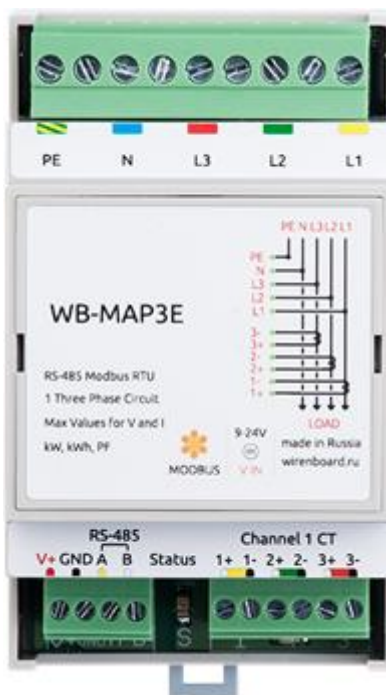 PE N L3 L2 L1
PE N L3 L2 L1
PE
N
L3
L2
L1
3-
3+
2-
2+
1-
1+
WB-MAP3E
RS-485 Modbus RTU
1 Three Phase Circuit
Max Values for V and I
kW, kWh, PF
MODBUS
9-24V
V IN
LOAD
made in Russia
wirenboard.ru
RS-485
Channel 1 CT
V+ GND A B Status 1+ 1- 2+ 2- 3+ 3-